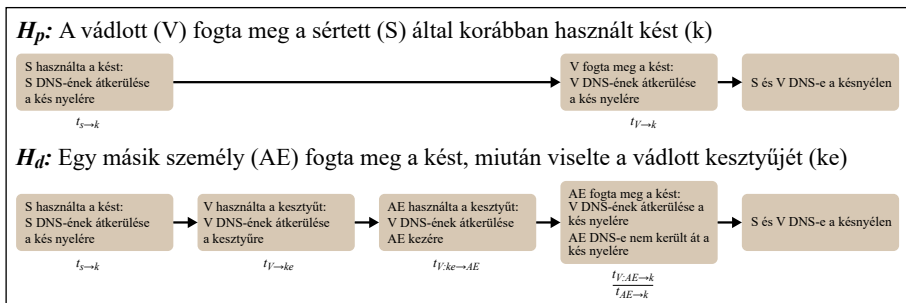 Hp: A vádlott (V) fogta meg a sértett (S) által korábban használt kést (k)
S használta a kést:
S DNS-ének átkerülése
a kés nyelére
V fogta meg a kést:
V DNS-ének átkerülése
a kés nyelére
S és V DNS-e a késnyélen
ts→k
tV→k
Hd: Egy másik személy (AE) fogta meg a kést, miután viselte a vádlott kesztyűjét (ke)
S használta a kést:
S DNS-ének átkerülése
a kés nyelére
V használta a kesztyűt:
V DNS-ének átkerülése
a kesztyűre
AE használta a kesztyűt:
V DNS-ének átkerülése
AE kezére
AE fogta meg a kést:
V DNS-ének átkerülése a
kés nyelére
AE DNS-e nem került át a
kés nyelére
S és V DNS-e a késnyélen
ts→k
tV→ke
tV:ke→AE
tV:AE→k
tAE→k